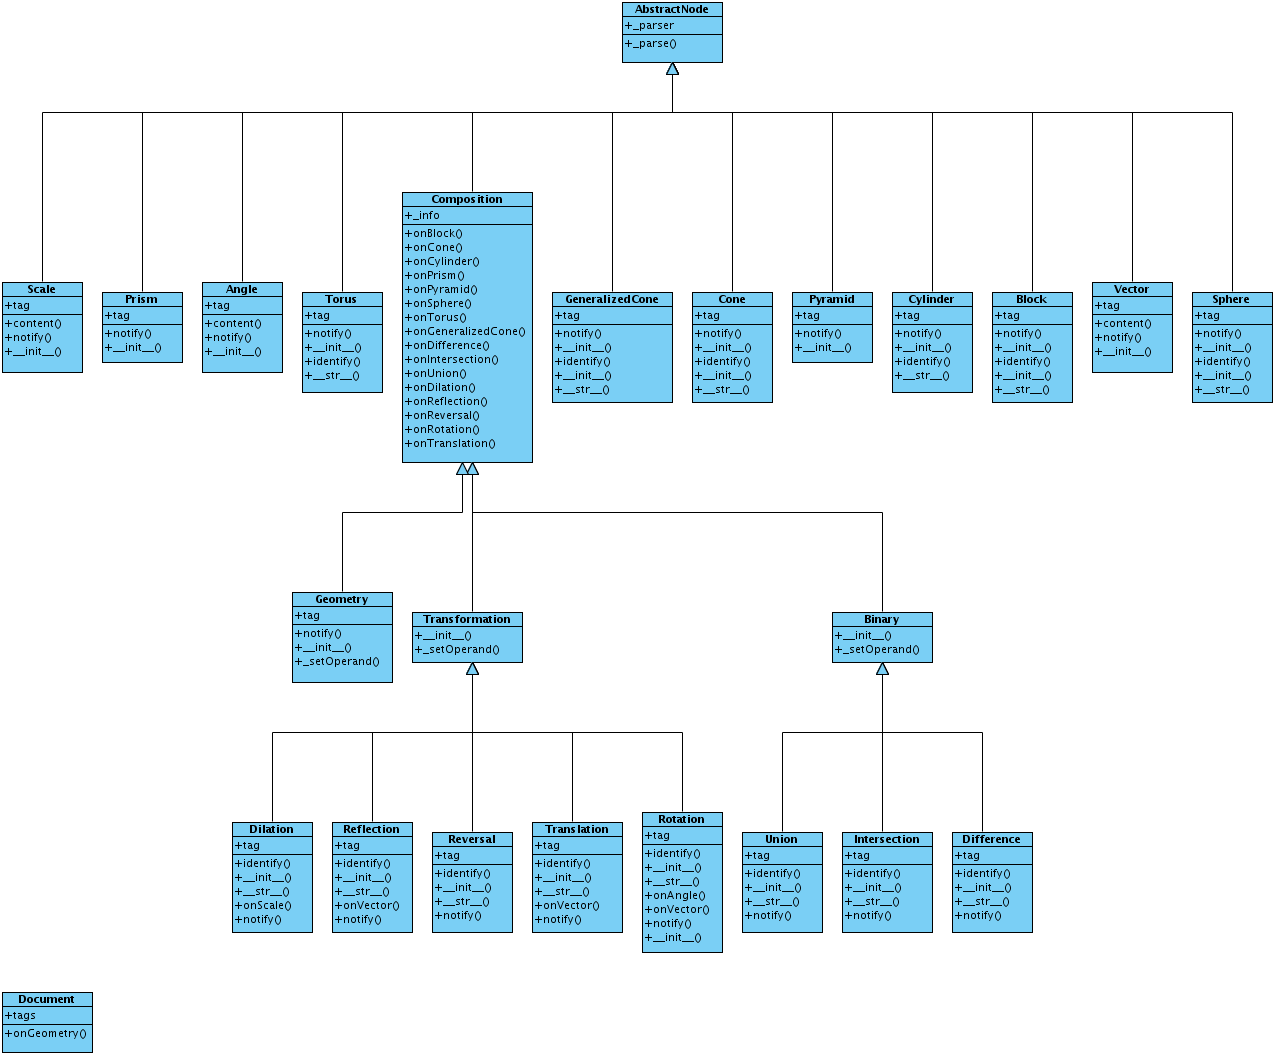 AbstractNode
+_parser
+_parse()
Composition
+_info
+onBlock()
+onCone()
+onCylinder()
+onPrism()
+onPyramid()
+onSphere()
+onTorus()
+onGeneralizedCone()
+onDifference()
+onIntersection()
+onUnion()
+onDilation()
+onReflection()
+onReversal()
+onRotation()
+onTranslation()
Scale
+tag
+content()
+notify()
+__init__()
Prism
+tag
+notify()
+__init__()
Angle
+tag
+content()
+notify()
+__init__()
Torus
+tag
+notify()
+__init__()
+identify()
+__str__()
GeneralizedCone
+tag
+notify()
+__init__()
+identify()
+__init__()
+__str__()
Cone
+tag
+notify()
+__init__()
+identify()
+__init__()
+__str__()
Pyramid
+tag
+notify()
+__init__()
Cylinder
+tag
+notify()
+__init__()
+identify()
+__str__()
Block
+tag
+notify()
+__init__()
+identify()
+__init__()
+__str__()
Vector
+tag
+content()
+notify()
+__init__()
Sphere
+tag
+notify()
+__init__()
+identify()
+__init__()
+__str__()
Geometry
+tag
+notify()
+__init__()
+_setOperand()
Transformation
+__init__()
+_setOperand()
Binary
+__init__()
+_setOperand()
Dilation
+tag
+identify()
+__init__()
+__str__()
+onScale()
+notify()
Reflection
+tag
+identify()
+__init__()
+__str__()
+onVector()
+notify()
Reversal
+tag
+identify()
+__init__()
+__str__()
+notify()
Translation
+tag
+identify()
+__init__()
+__str__()
+onVector()
+notify()
Rotation
+tag
+identify()
+__init__()
+__str__()
+onAngle()
+onVector()
+notify()
+__init__()
Union
+tag
+identify()
+__init__()
+__str__()
+notify()
Intersection
+tag
+identify()
+__init__()
+__str__()
+notify()
Difference
+tag
+identify()
+__init__()
+__str__()
+notify()
Document
+tags
+onGeometry()